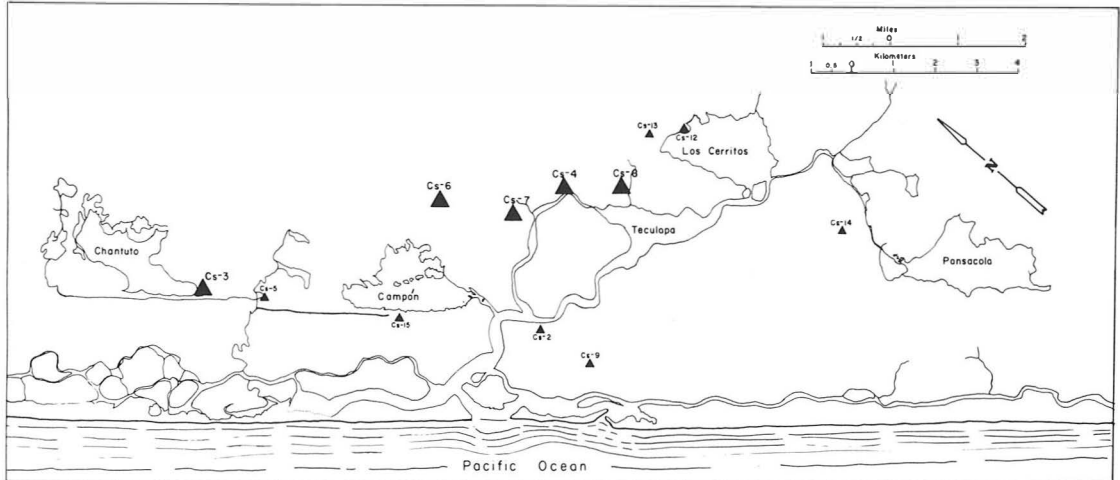 Miles
1 1/2 0 1 2
Kilometers
1 0.5 0 1 2 3 4
Cs-13
Cs-12
Los Cerritos
N
Cs-6
Cs-4
Cs-8
Cs-7
Teculapa
Cs-14
Chantuto
Pansacola
Cs-3
Cs-5
Campón
Cs-15
Cs-2
Cs-9
Pacific Ocean